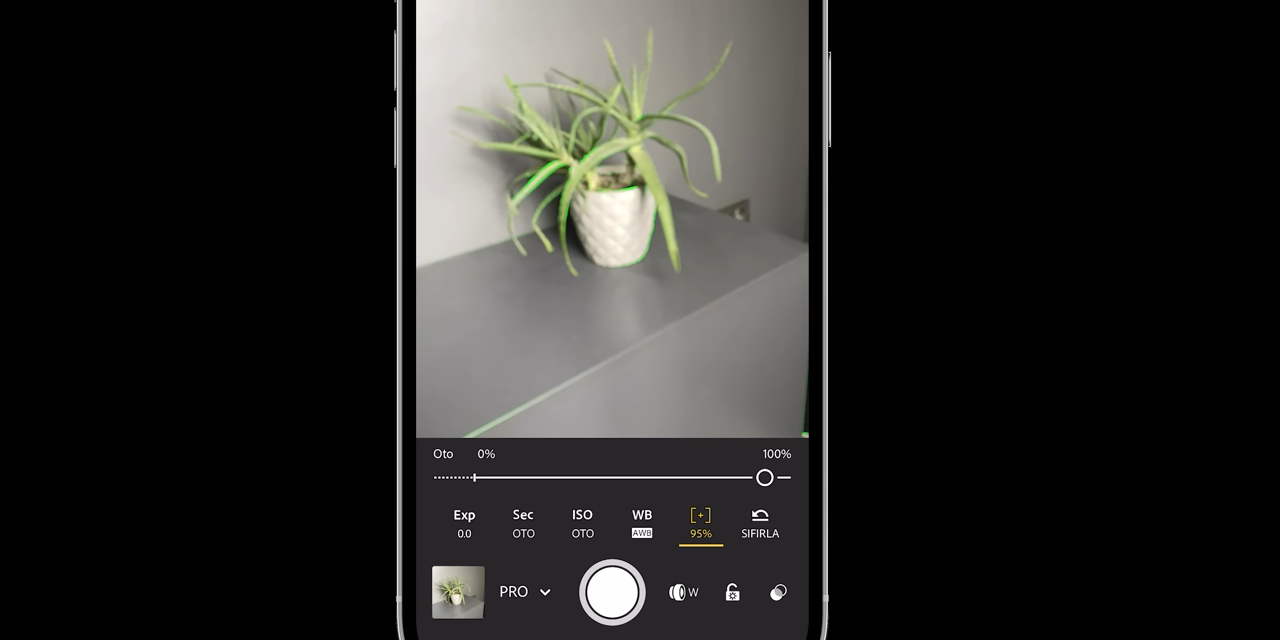 Oto 0% 100%
Exp Sec ISO WB [+]
0.0 OTO OTO AWB 95% SIFIRLA
PRO W